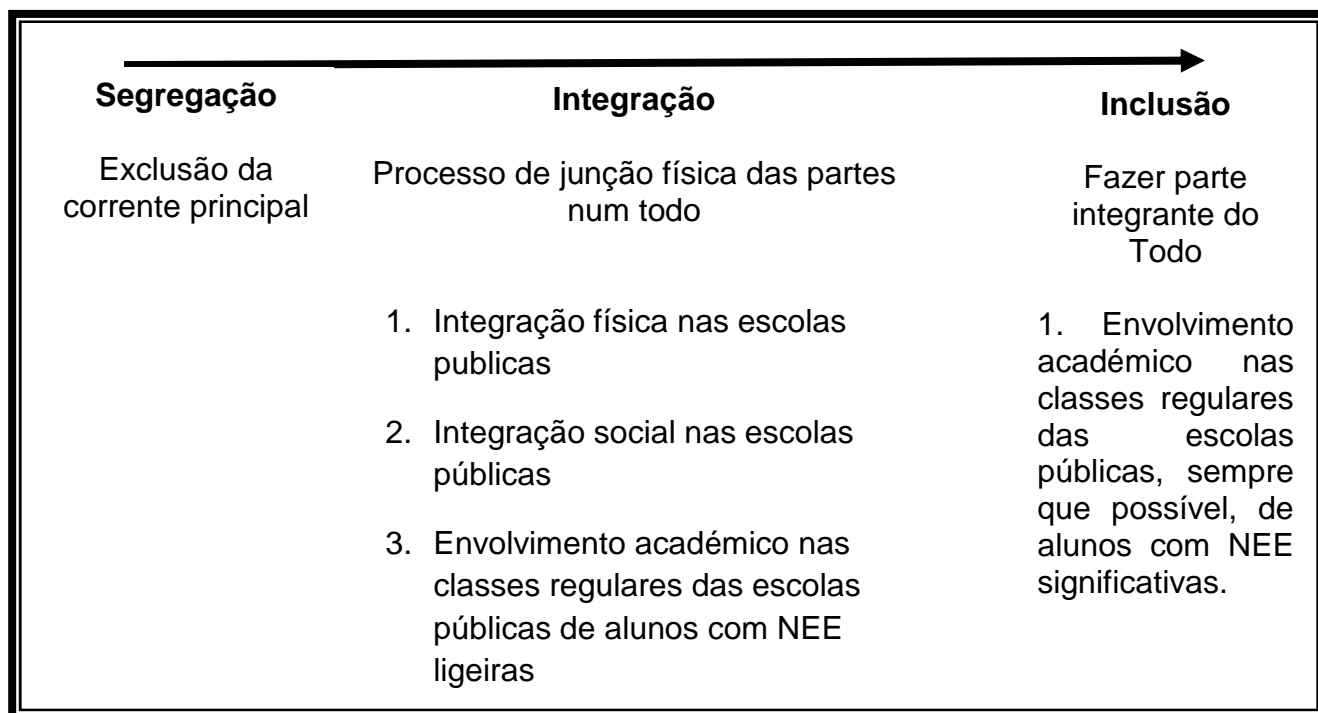 Segregação
Exclusão da
corrente principal
Integração
Processo de junção física das partes
num todo
1. Integração física nas escolas
publicas
2. Integração social nas escolas
públicas
3. Envolvimento académico nas
classes regulares das escolas
públicas de alunos com NEE
ligeiras
Inclusão
Fazer parte
integrante do
Todo
1. Envolvimento
académico nas
classes regulares
das escolas
públicas, sempre
que possível, de
alunos com NEE
significativas.